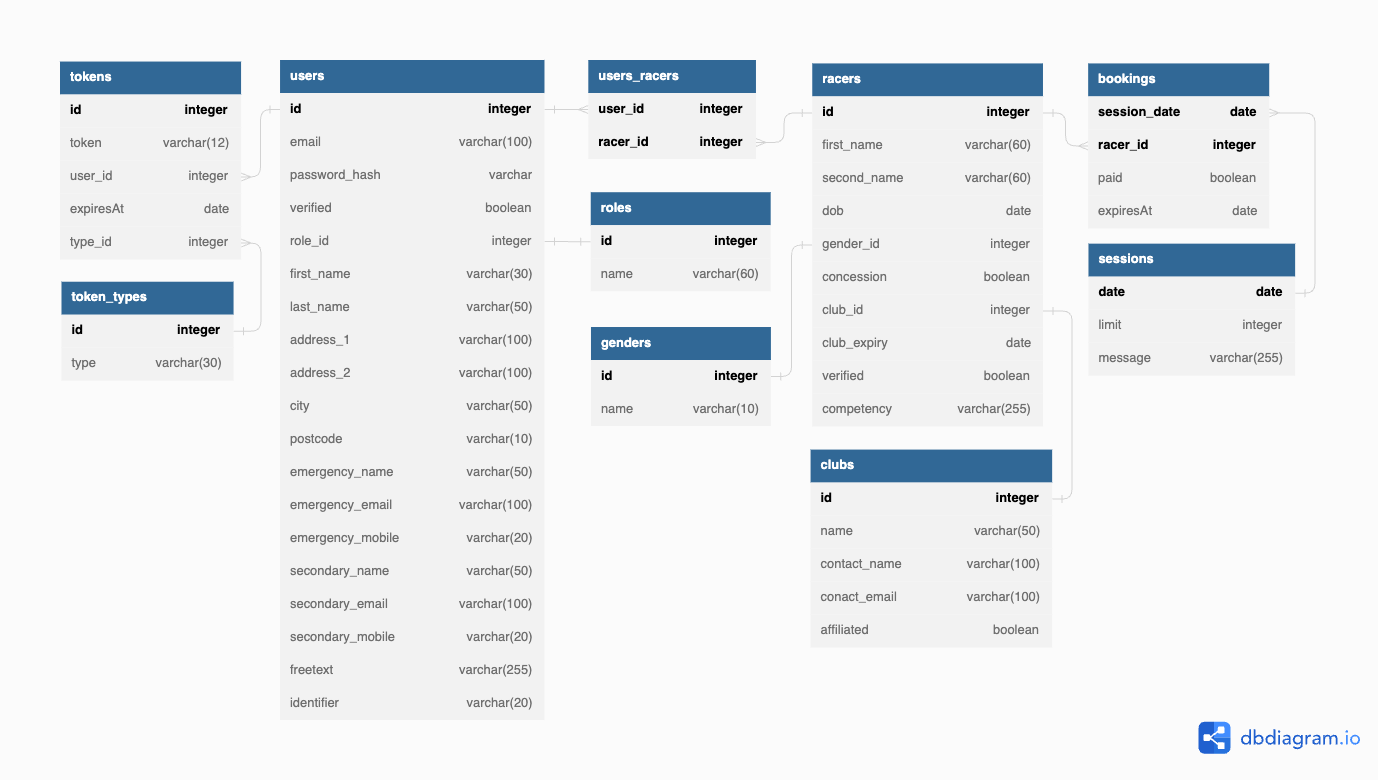 tokens
id integer
token varchar(12)
user_id integer
expiresAt date
type_id integer
token_types
id integer
type varchar(30)
users
id integer
email varchar(100)
password_hash varchar
verified boolean
role_id integer
first_name varchar(30)
last_name varchar(50)
address_1 varchar(100)
address_2 varchar(100)
city varchar(50)
postcode varchar(10)
emergency_name varchar(50)
emergency_email varchar(100)
emergency_mobile varchar(20)
secondary_name varchar(50)
secondary_email varchar(100)
secondary_mobile varchar(20)
freetext varchar(255)
identifier varchar(20)
users_racers
user_id integer
racer_id integer
roles
id integer
name varchar(60)
genders
id integer
name varchar(10)
racers
id integer
first_name varchar(60)
second_name varchar(60)
dob date
gender_id integer
concession boolean
club_id integer
club_expiry date
verified boolean
competency varchar(255)
clubs
id integer
name varchar(50)
contact_name varchar(100)
conact_email varchar(100)
affiliated boolean
bookings
session_date date
racer_id integer
paid boolean
expiresAt date
sessions
date date
limit integer
message varchar(255)
dbdiagram.io